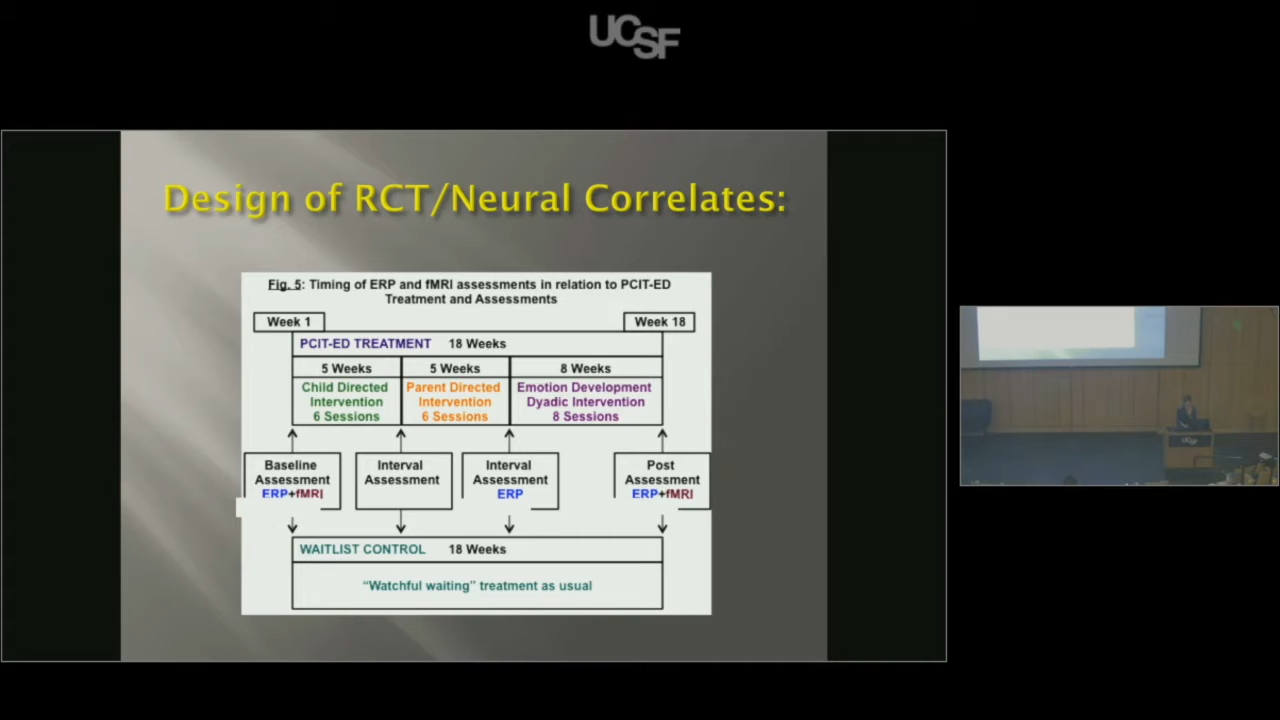 UCSF
Design of RCT/Neural Correlates:
Fig. 5: Timing of ERP and fMRI assessments in relation to PCIT-ED
Treatment and Assessments
Week 1
Week 18
PCIT-ED TREATMENT 18 Weeks
5 Weeks
5 Weeks
8 Weeks
Child Directed
Intervention
6 Sessions
Parent Directed
Intervention
6 Sessions
Emotion Development
Dyadic Intervention
8 Sessions
Baseline
Assessment
ERP+fMRI
Interval
Assessment
Interval
Assessment
ERP
Post
Assessment
ERP+fMRI
WAITLIST CONTROL 18 Weeks
“Watchful waiting” treatment as usual
UCSF